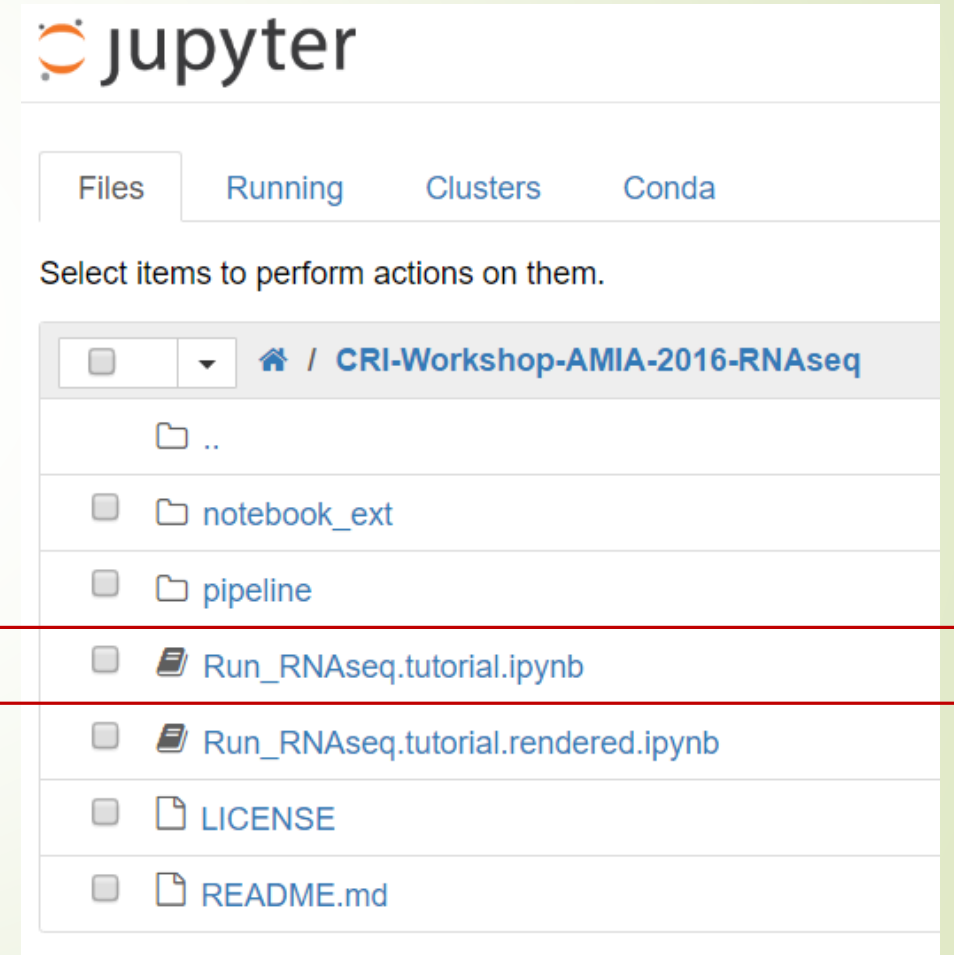 jupyter
Files Running Clusters Conda
Select items to perform actions on them.
/ CRI-Workshop-AMIA-2016-RNAseq
..
notebook_ext
pipeline
Run_RNAseq.tutorial.ipynb
Run_RNAseq.tutorial.rendered.ipynb
LICENSE
README.md